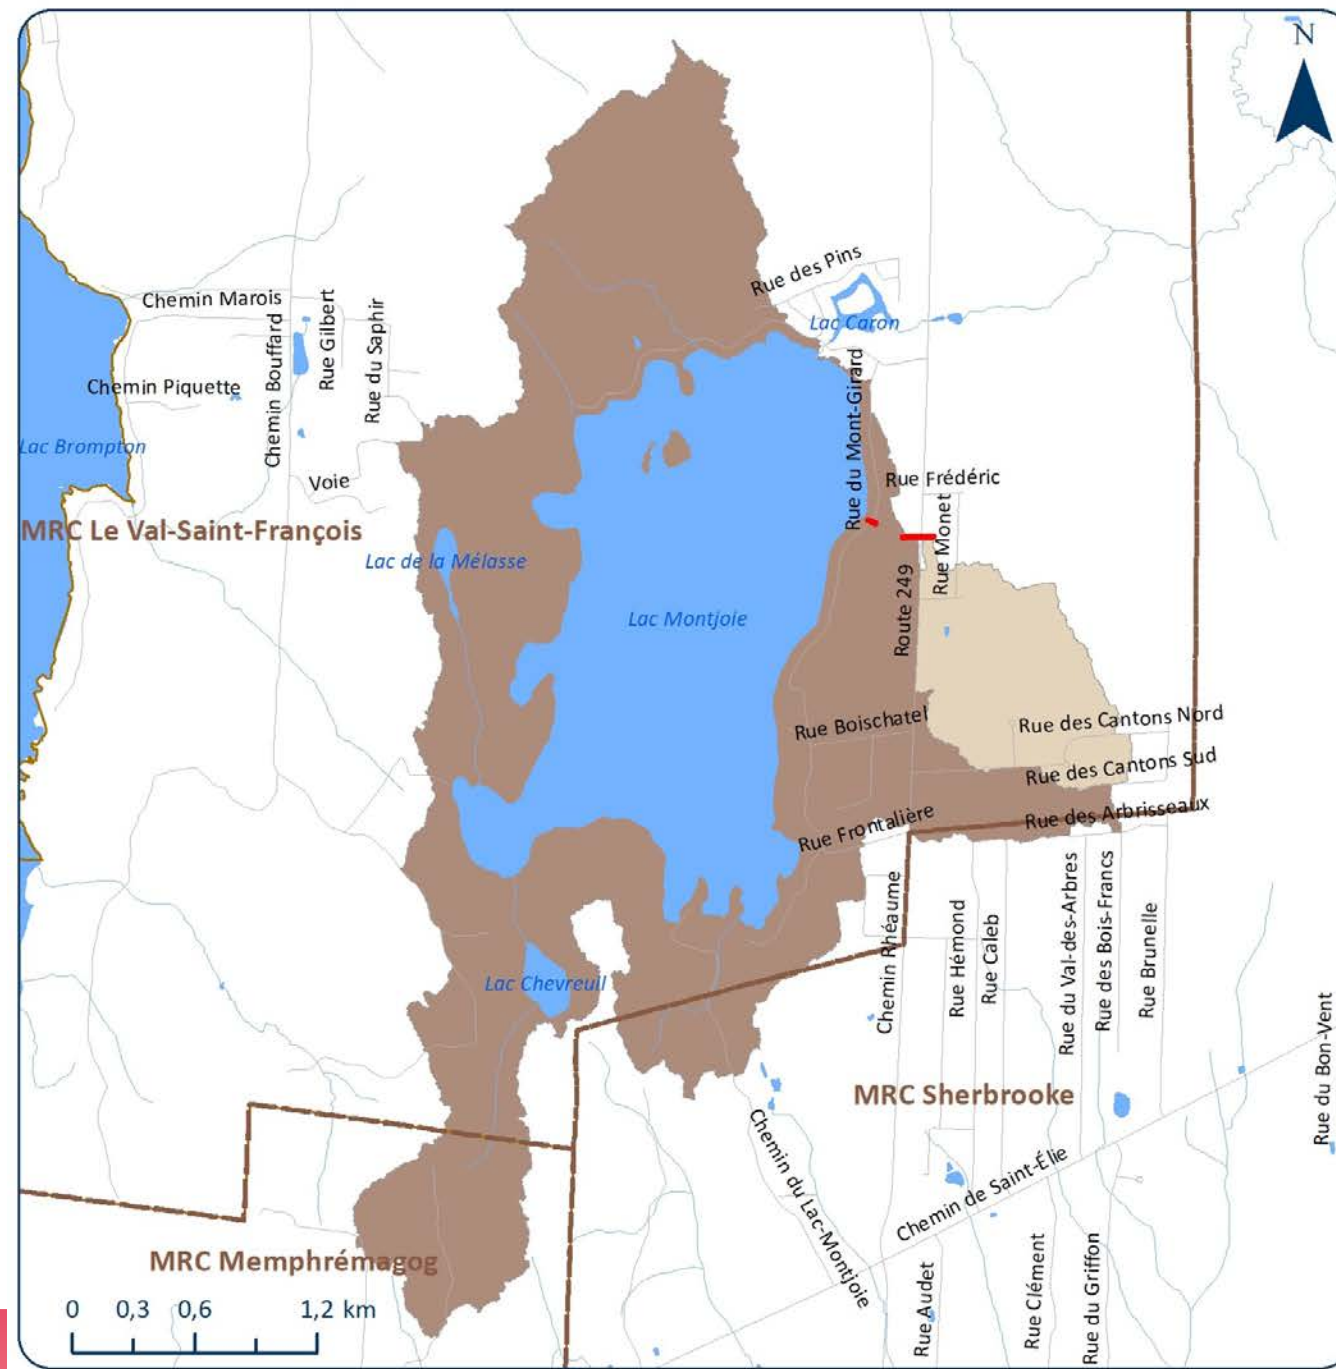 N
Rue des Pins
Chemin Marois
Lac Caron
Chemin Bouffard
Rue Gilbert
Rue du Saphir
Chemin Piquette
Rue du Mont-Girard
Lac Brompton
Voie
Rue Frédéric
MRC Le Val-Saint-François
Lac de la Mélasse
Rue Monet
Route 249
Lac Montjoie
Rue Boischatel
Rue des Cantons Nord
Rue des Cantons Sud
Rue Frontalière
Rue des Arbrisseaux
Chemin Rhéaume
Rue Hémond
Rue Caleb
Rue du Val-des-Arbres
Rue des Bois-Francs
Rue Brunelle
Lac Chevreuil
Rue du Bon-Vent
MRC Sherbrooke
Chemin du Lac-Montjoie
Chemin de Saint-Élie
MRC Memphrémagog
Rue Audet
Rue Clément
Rue du Griffon
0 0,3 0,6 1,2 km